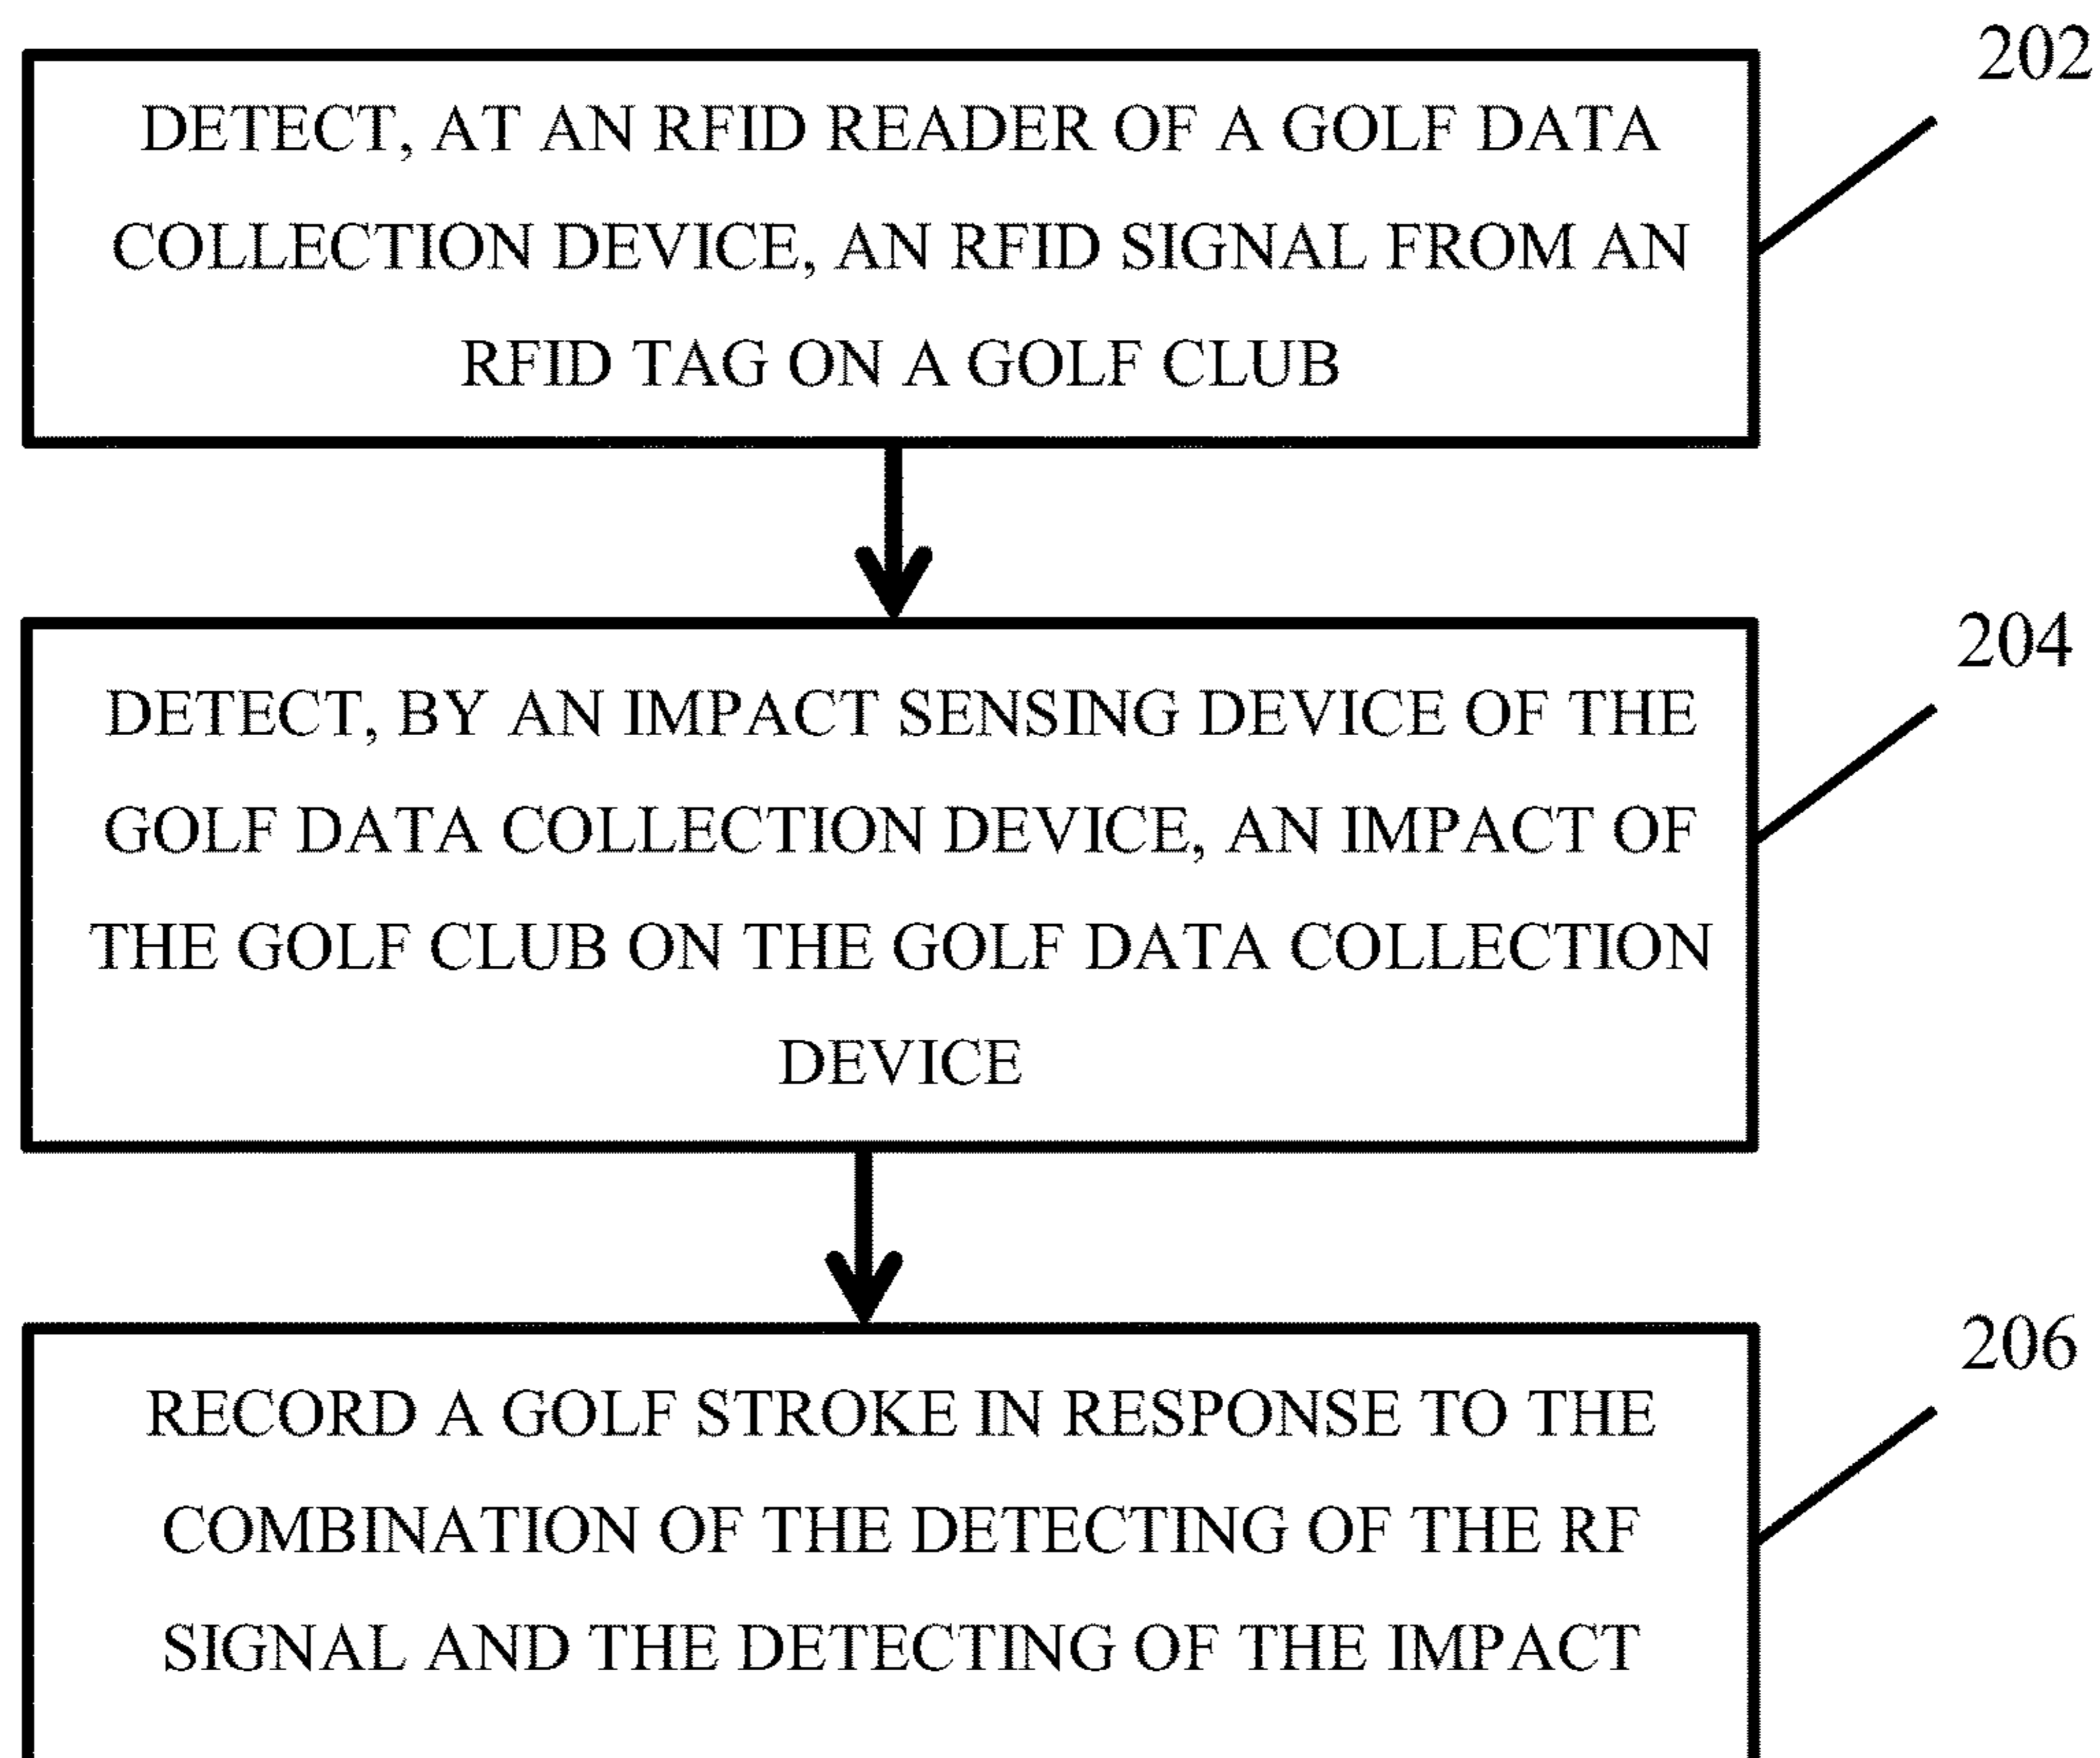 202
DETECT, AT AN RFID READER OF A GOLF DATA
COLLECTION DEVICE, AN RFID SIGNAL FROM AN
RFID TAG ON A GOLF CLUB
204
DETECT, BY AN IMPACT SENSING DEVICE OF THE
GOLF DATA COLLECTION DEVICE, AN IMPACT OF
THE GOLF CLUB ON THE GOLF DATA COLLECTION
DEVICE
206
RECORD A GOLF STROKE IN RESPONSE TO THE
COMBINATION OF THE DETECTING OF THE RF
SIGNAL AND THE DETECTING OF THE IMPACT